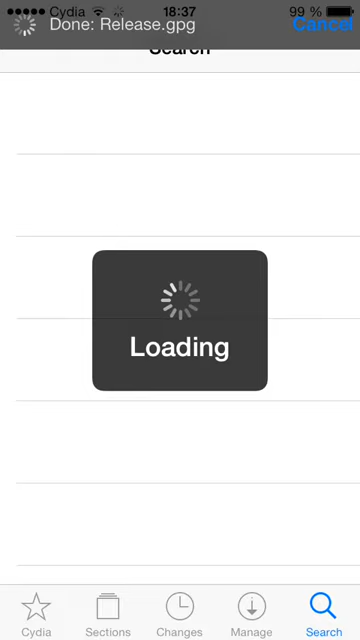 Cydia 18:37 99 %
Done: Release.gpg Cancel
Search
Loading
Cydia Sections Changes Manage Search